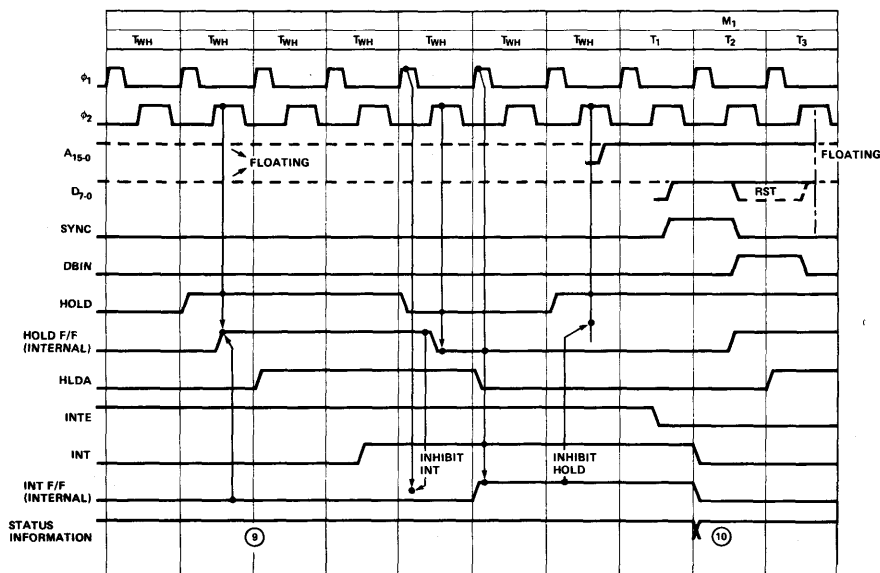 M₁
TWH TWH TWH TWH TWH TWH TWH T₁ T₂ T₃
ϕ₁
ϕ₂
A₁₅₋₀
FLOATING
FLOATING
D₇₋₀
RST
SYNC
DBIN
HOLD
HOLD F/F
(INTERNAL)
HLDA
INTE
INT
INHIBIT
INT
INHIBIT
HOLD
INT F/F
(INTERNAL)
STATUS
INFORMATION
9
10